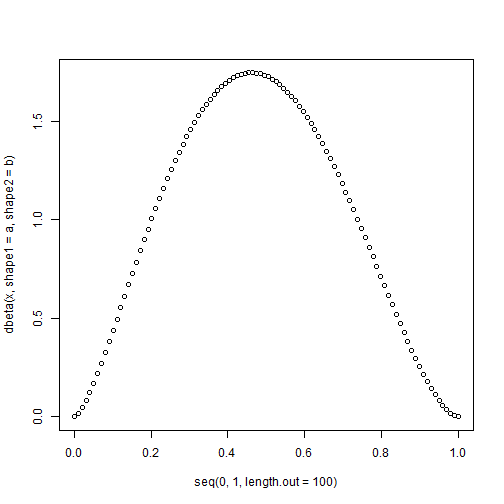 dbeta(x, shape1 = a, shape2 = b)
1.5
1.0
0.5
0.0
0.0 0.2 0.4 0.6 0.8 1.0
seq(0, 1, length.out = 100)